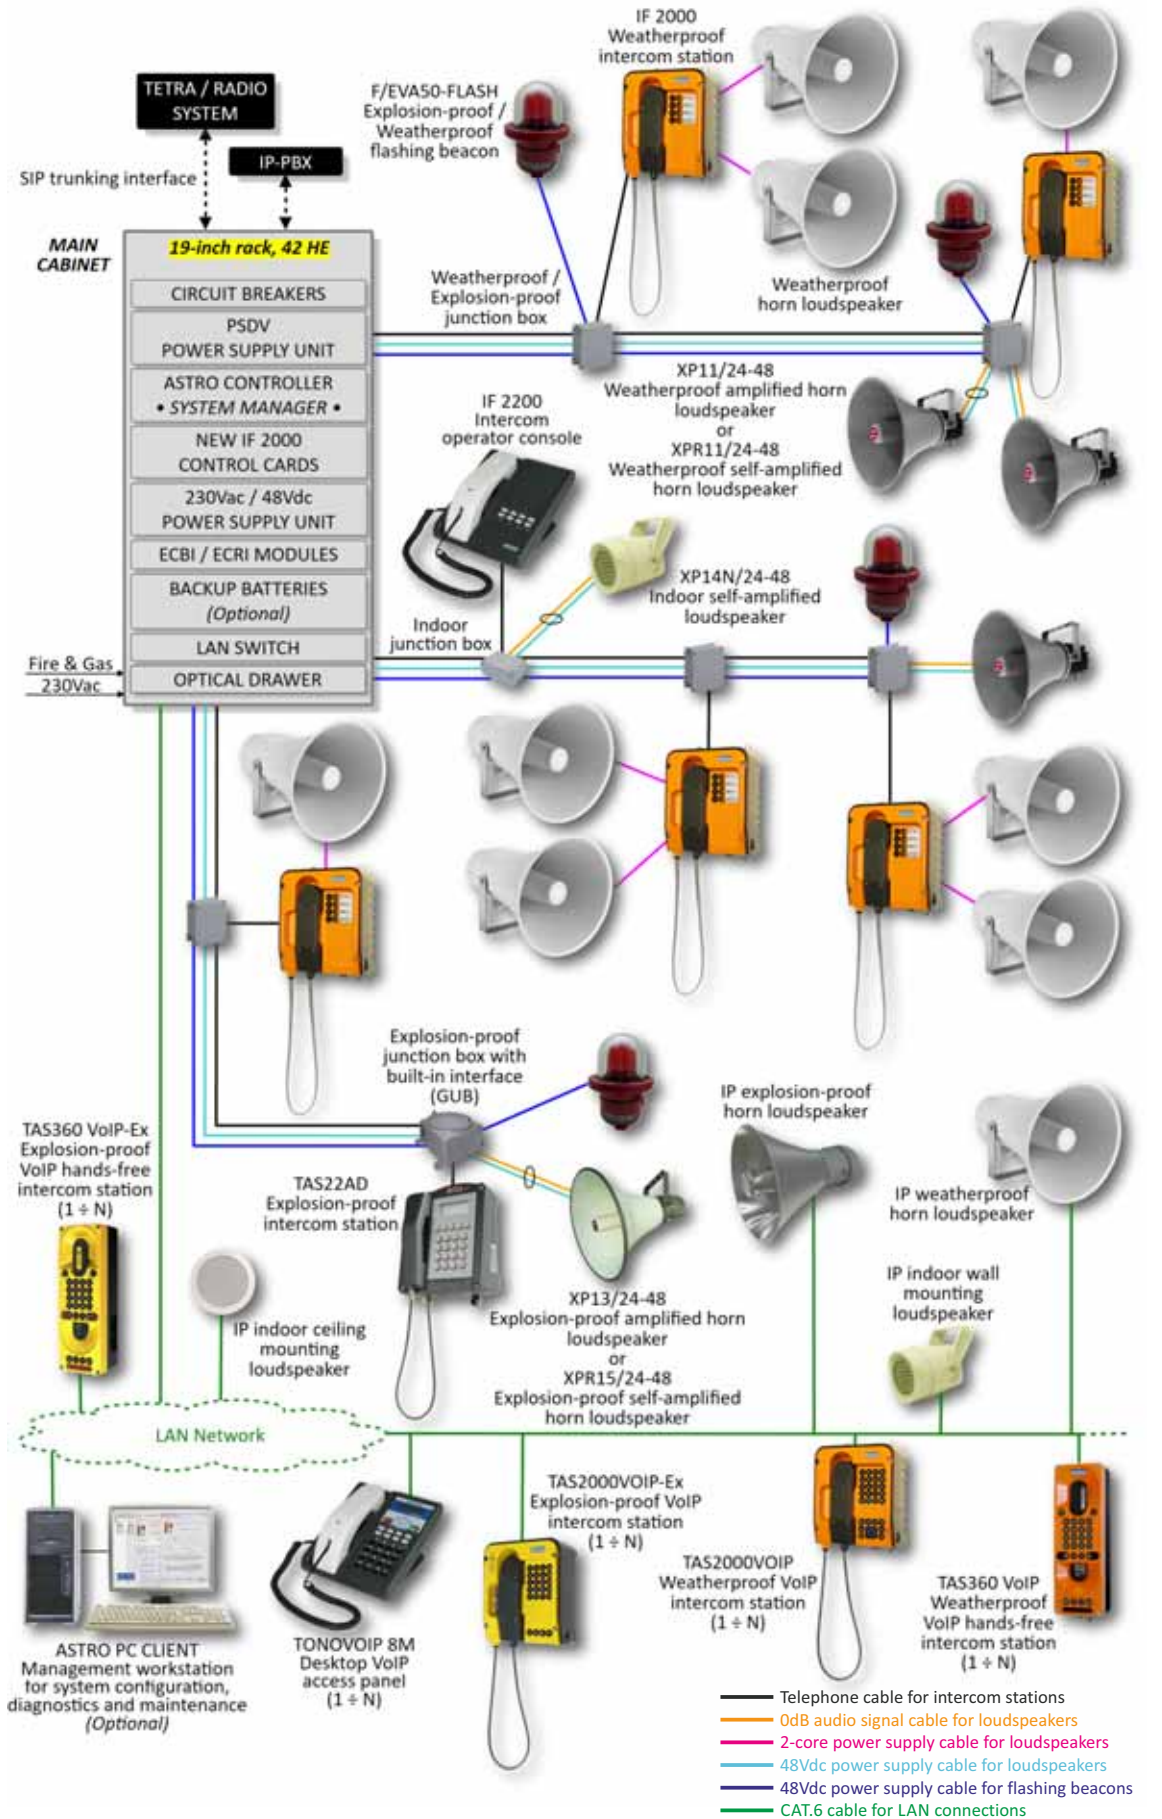 IF 2000
Weatherproof
intercom station
TETRA / RADIO
SYSTEM
F/EVA50-FLASH
Explosion-proof /
Weatherproof
flashing beacon
IP-PBX
SIP trunking interface
MAIN
CABINET
19-inch rack, 42 HE
CIRCUIT BREAKERS
PSDV
POWER SUPPLY UNIT
ASTRO CONTROLLER
• SYSTEM MANAGER •
NEW IF 2000
CONTROL CARDS
230Vac / 48Vdc
POWER SUPPLY UNIT
ECBI / ECRI MODULES
BACKUP BATTERIES
(Optional)
LAN SWITCH
OPTICAL DRAWER
Fire & Gas
230Vac
Weatherproof /
Explosion-proof
junction box
Weatherproof
horn loudspeaker
XP11/24-48
Weatherproof amplified horn
loudspeaker
or
XPR11/24-48
Weatherproof self-amplified
horn loudspeaker
IF 2200
Intercom
operator console
XP14N/24-48
Indoor self-amplified
loudspeaker
Indoor
junction box
Explosion-proof
junction box with
built-in interface
(GUB)
IP explosion-proof
horn loudspeaker
TAS360 VoIP-Ex
Explosion-proof
VoIP hands-free
intercom station
(1 ÷ N)
TAS22AD
Explosion-proof
intercom station
IP weatherproof
horn loudspeaker
IP indoor wall
mounting
loudspeaker
IP indoor ceiling
mounting
loudspeaker
XP13/24-48
Explosion-proof amplified horn
loudspeaker
or
XPR15/24-48
Explosion-proof self-amplified
horn loudspeaker
LAN Network
TAS2000VOIP-Ex
Explosion-proof VoIP
intercom station
(1 ÷ N)
TAS2000VOIP
Weatherproof VoIP
intercom station
(1 ÷ N)
TAS360 VoIP
Weatherproof
VoIP hands-free
intercom station
(1 ÷ N)
ASTRO PC CLIENT
Management workstation
for system configuration,
diagnostics and maintenance
(Optional)
TONOVOIP 8M
Desktop VoIP
access panel
(1 ÷ N)
Telephone cable for intercom stations
0dB audio signal cable for loudspeakers
2-core power supply cable for loudspeakers
48Vdc power supply cable for loudspeakers
48Vdc power supply cable for flashing beacons
CAT.6 cable for LAN connections